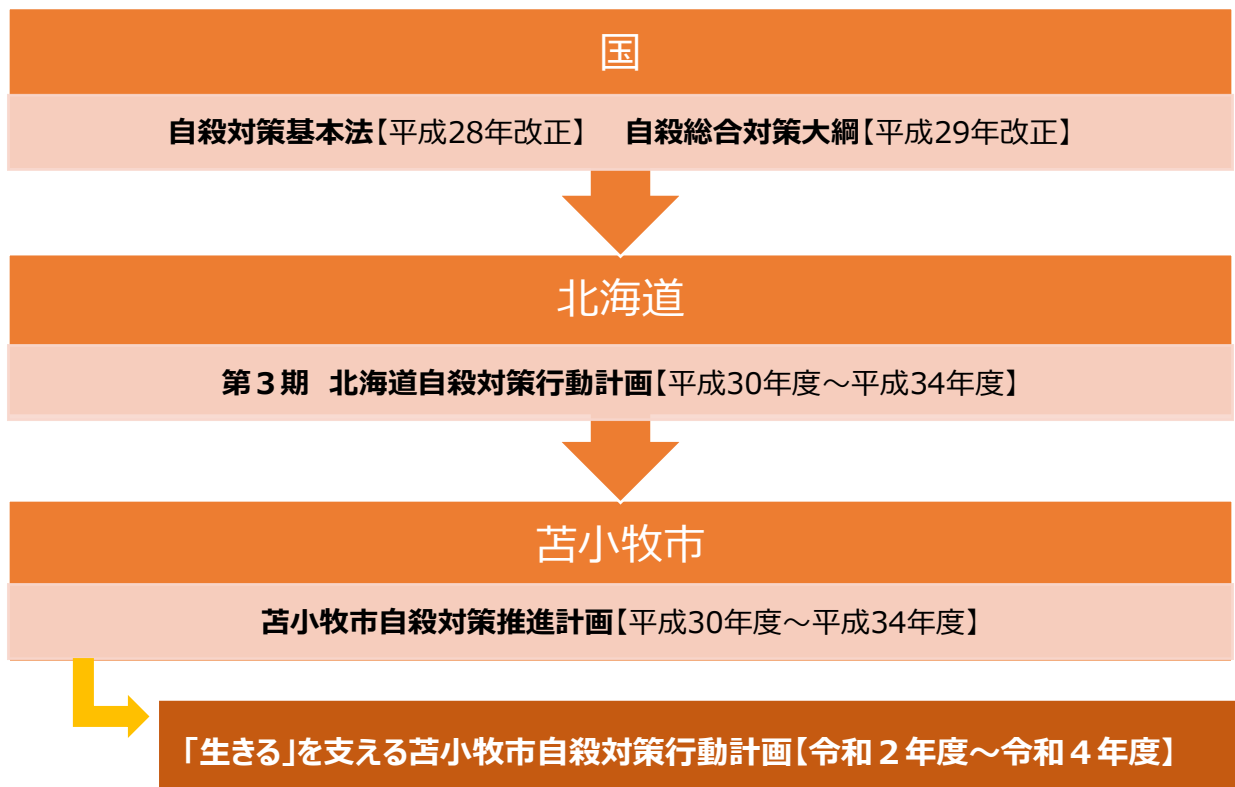 国
自殺対策基本法【平成28年改正】　自殺総合対策大綱【平成29年改正】
北海道
第３期　北海道自殺対策行動計画【平成30年度～平成34年度】
苫小牧市
苫小牧市自殺対策推進計画【平成30年度～平成34年度】
「生きる」を支える苫小牧市自殺対策行動計画【令和２年度～令和４年度】